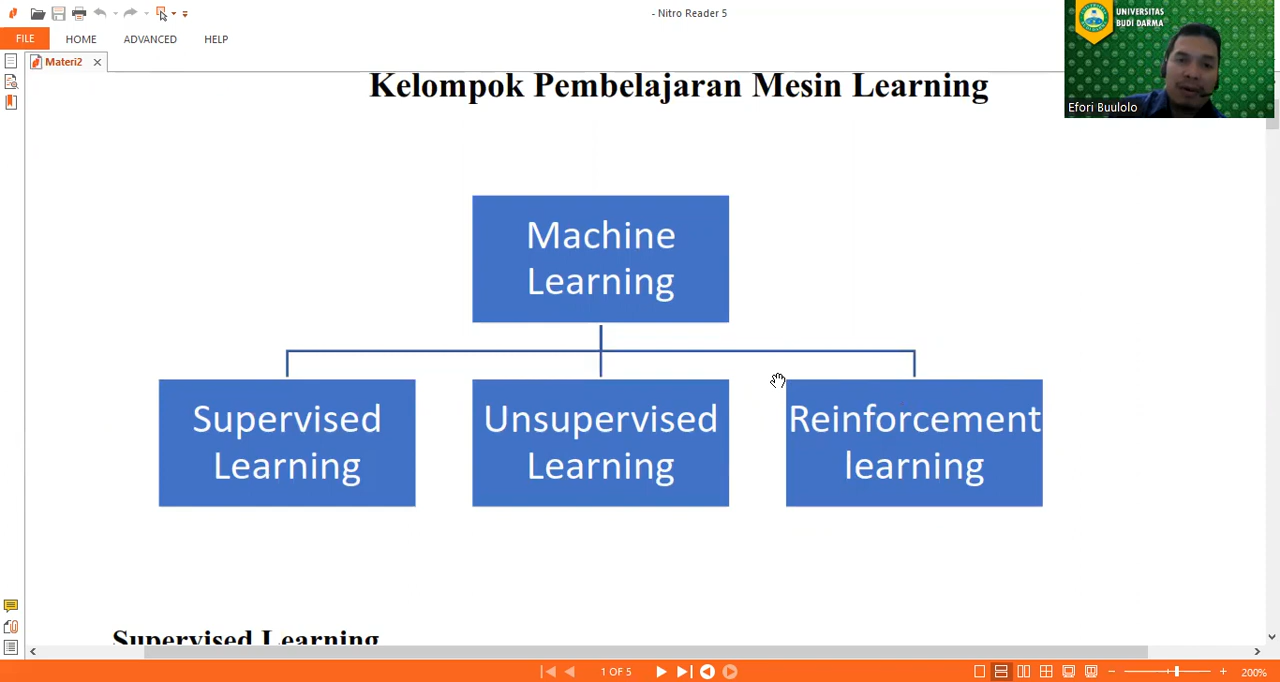 - Nitro Reader 5
FILE
HOME
ADVANCED
HELP
Materi2
UNIVERSITAS
BUDI DARMA
Efori Buulolo
Kelompok Pembelajaran Mesin Learning
Machine
Learning
Supervised
Learning
Unsupervised
Learning
Reinforcement
learning
Supervised Learning
1 OF 5
200%